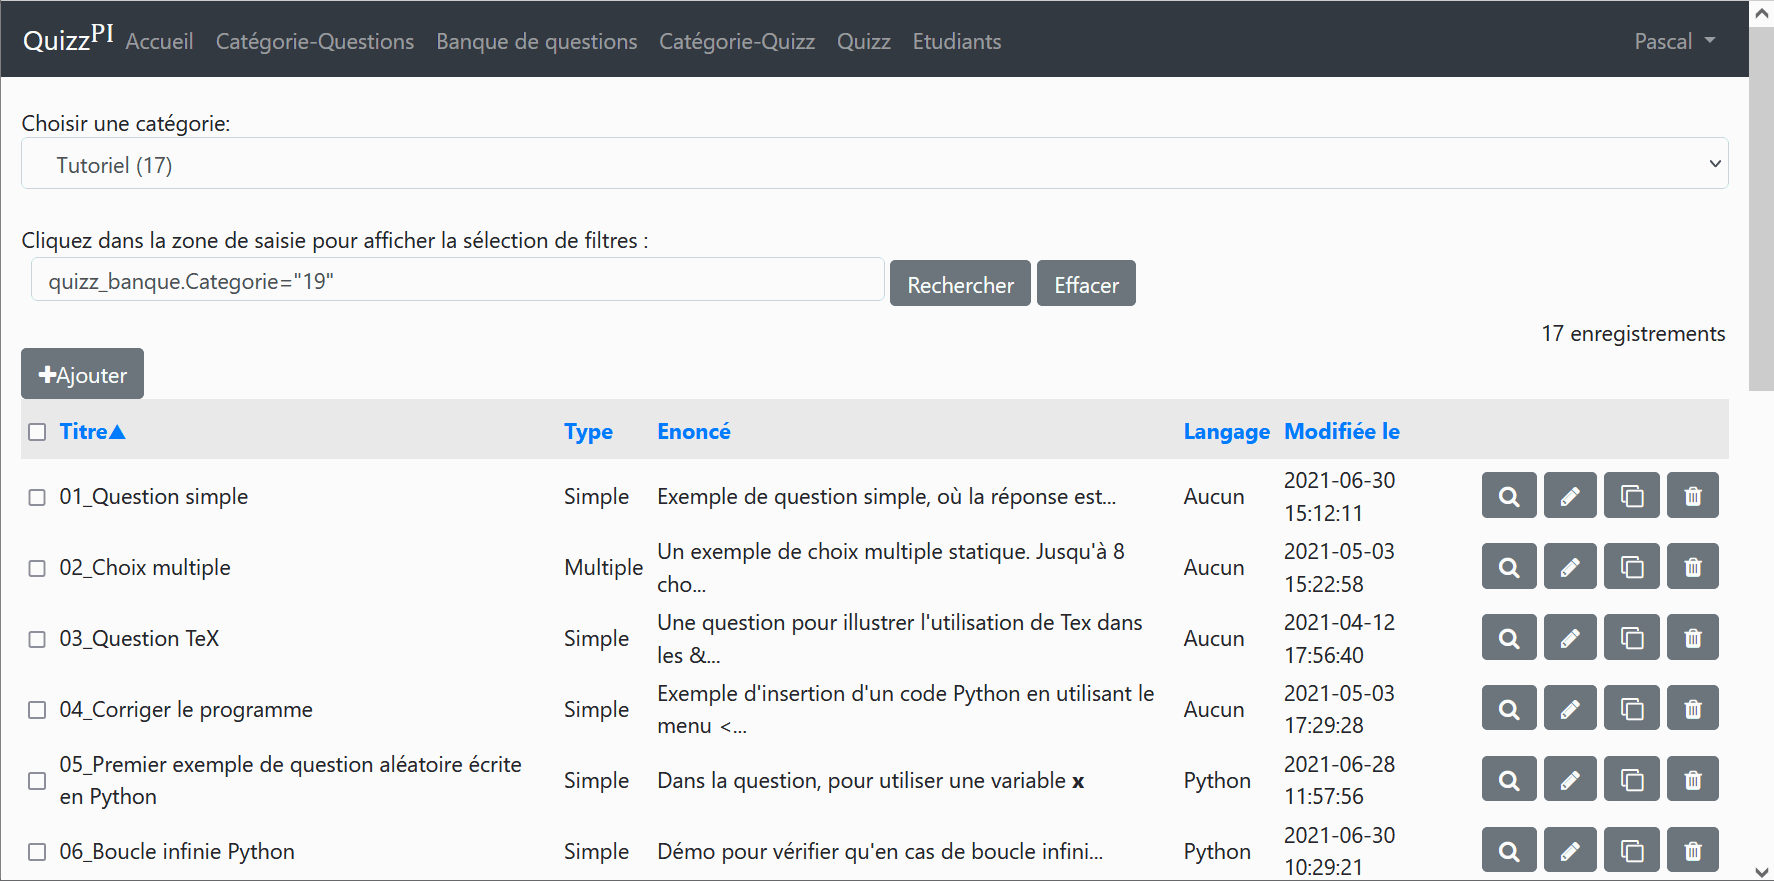 Quizz^PI Accueil Catégorie-Questions Banque de questions Catégorie-Quizz Quizz Etudiants Pascal
Choisir une catégorie:
Tutoriel (17)
Cliquez dans la zone de saisie pour afficher la sélection de filtres :
quizz_banque.Categorie="19" Rechercher Effacer
17 enregistrements
Ajouter
Titre Type Enoncé Langage Modifiée le
01_Question simple Simple Exemple de question simple, où la réponse est... Aucun 2021-06-30
15:12:11
02_Choix multiple Multiple Un exemple de choix multiple statique. Jusqu'à 8
cho... Aucun 2021-05-03
15:22:58
03_Question TeX Simple Une question pour illustrer l'utilisation de Tex dans
les &... Aucun 2021-04-12
17:56:40
04_Corriger le programme Simple Exemple d'insertion d'un code Python en utilisant le
menu <... Aucun 2021-05-03
17:29:28
05_Premier exemple de question aléatoire écrite
en Python Simple Dans la question, pour utiliser une variable x Python 2021-06-28
11:57:56
06_Boucle infinie Python Simple Démo pour vérifier qu'en cas de boucle infini... Python 2021-06-30
10:29:21